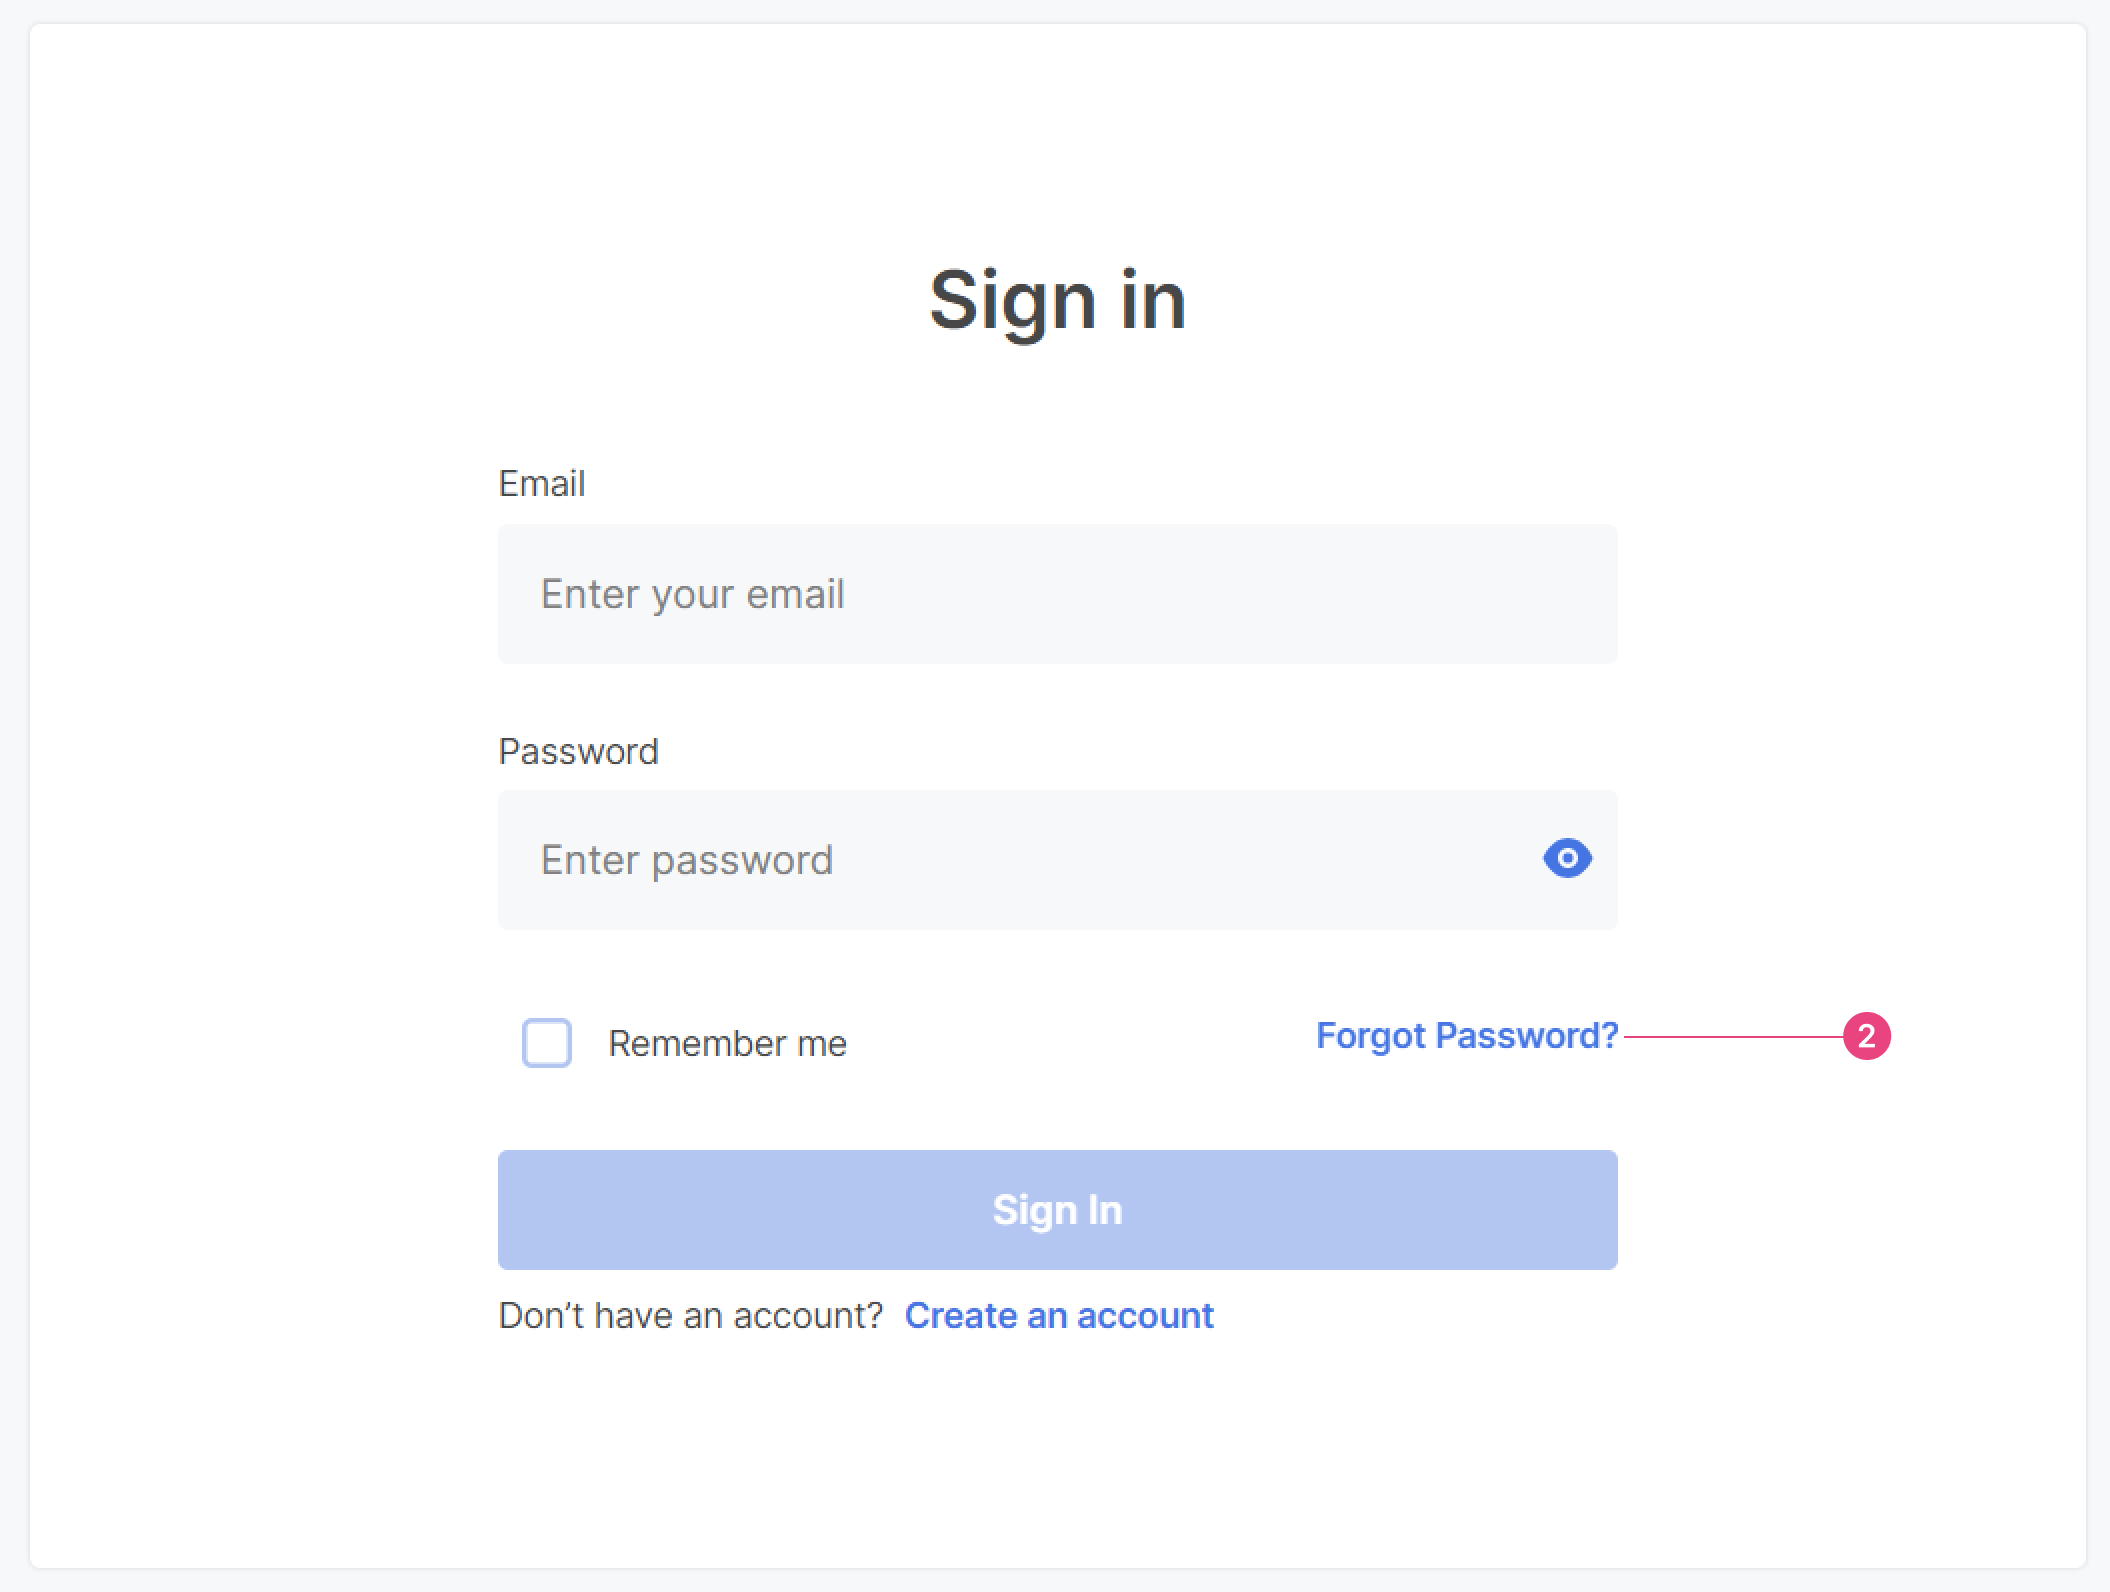 Sign in
Email
Enter your email
Password
Enter password
Remember me
Forgot Password?
2
Sign In
Don’t have an account? Create an account